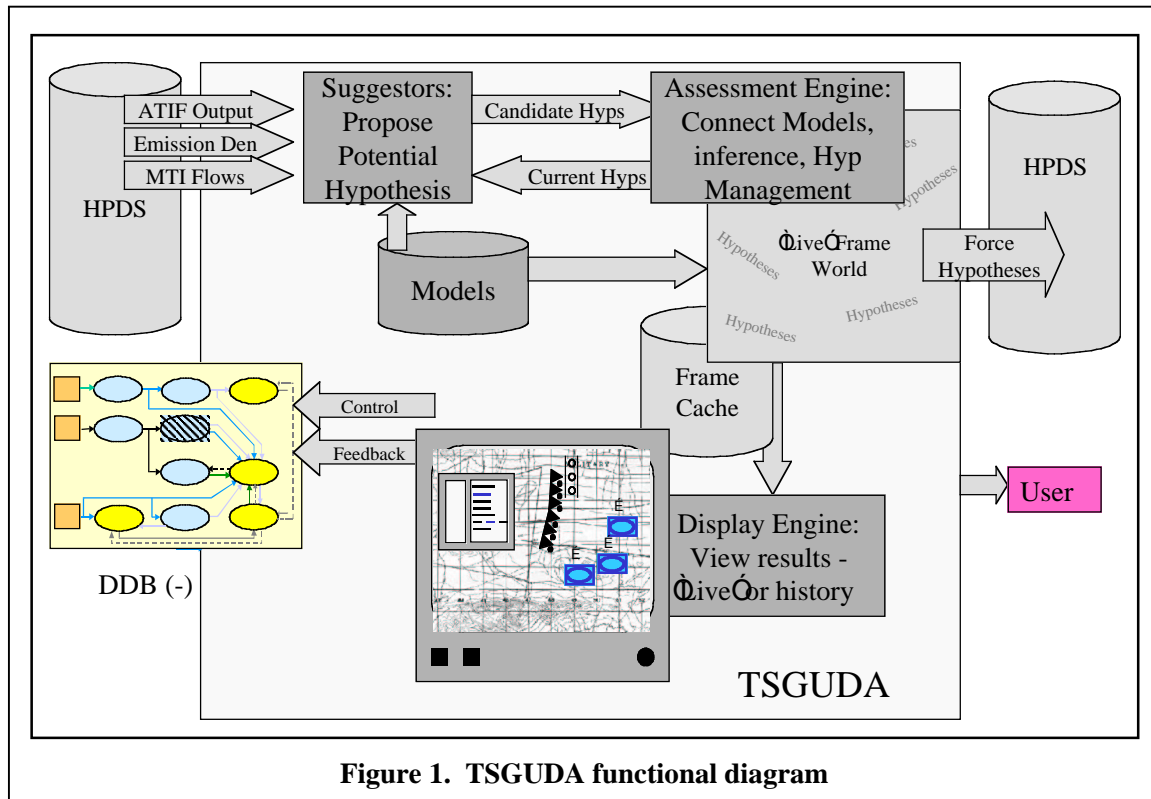 HPDS
ATIF Output
Emission Den
MTI Flows
Suggestors:
Propose
Potential
Hypothesis
Candidate Hyps
Current Hyps
Assessment Engine:
Connect Models,
inference, Hyp
Management
Hypotheses
Hypotheses
Hypotheses
Hypotheses
ÒLiveÓ Frame
World
Force
Hypotheses
HPDS
Models
Frame
Cache
Control
Feedback
DDB (-)
É
É
É
Display Engine:
View results -
ÒLiveÓ or history
User
TSGUDA
Figure 1. TSGUDA functional diagram